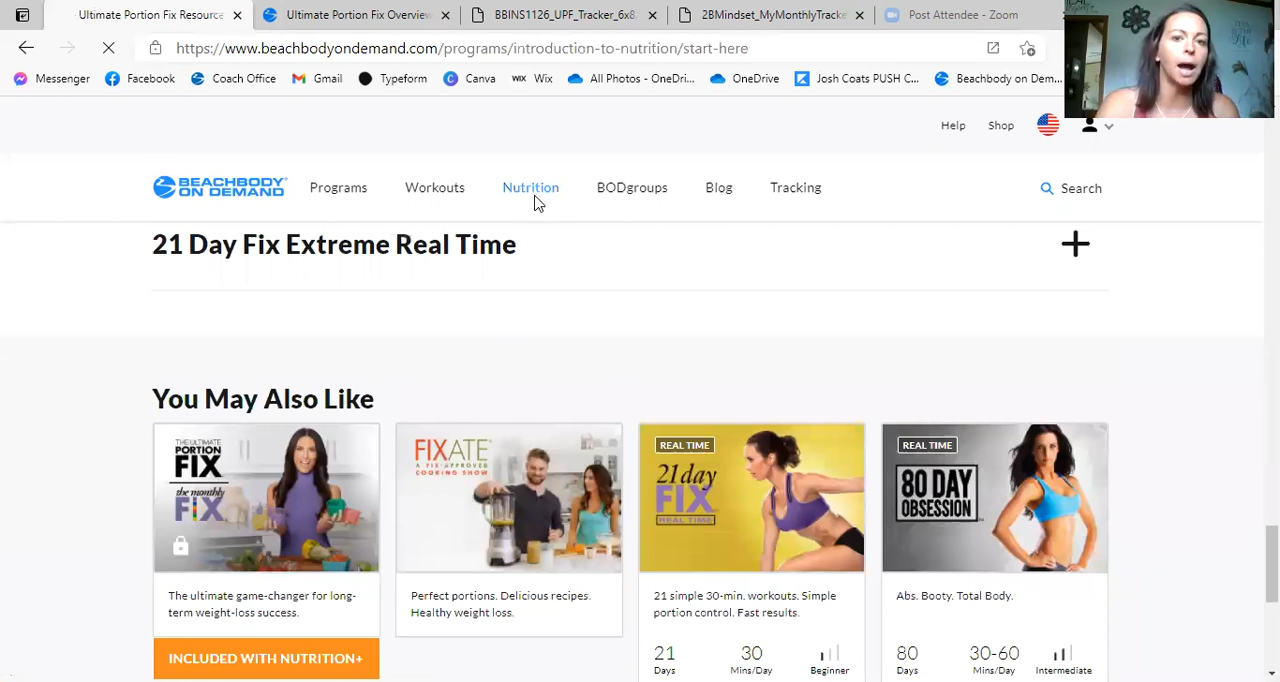 Ultimate Portion Fix Resource
Ultimate Portion Fix Overview
BBINS1126_UPF_Tracker_6x8
2BMindset_MyMonthlyTracke
Post Attendee - Zoom
https://www.beachbodyondemand.com/programs/introduction-to-nutrition/start-here
Messenger
Facebook
Coach Office
Gmail
Typeform
Canva
WIX Wix
All Photos - OneDri...
OneDrive
Josh Coats PUSH C...
Beachbody on Dem...
Help
Shop
BEACHBODY
ON DEMAND
Programs
Workouts
Nutrition
BODgroups
Blog
Tracking
Search
21 Day Fix Extreme Real Time
You May Also Like
THE ULTIMATE
PORTION
FIX
the monthly
FIX
The ultimate game-changer for long-
term weight-loss success.
INCLUDED WITH NUTRITION+
FIXATE
A FIX-APPROVED
COOKING SHOW
Perfect portions. Delicious recipes.
Healthy weight loss.
REAL TIME
21 day
FIX
REAL TIME
21 simple 30-min. workouts. Simple
portion control. Fast results.
21
Days
30
Mins/Day
Beginner
REAL TIME
80 DAY
OBSESSION
Abs. Booty. Total Body.
80
Days
30-60
Mins/Day
Intermediate